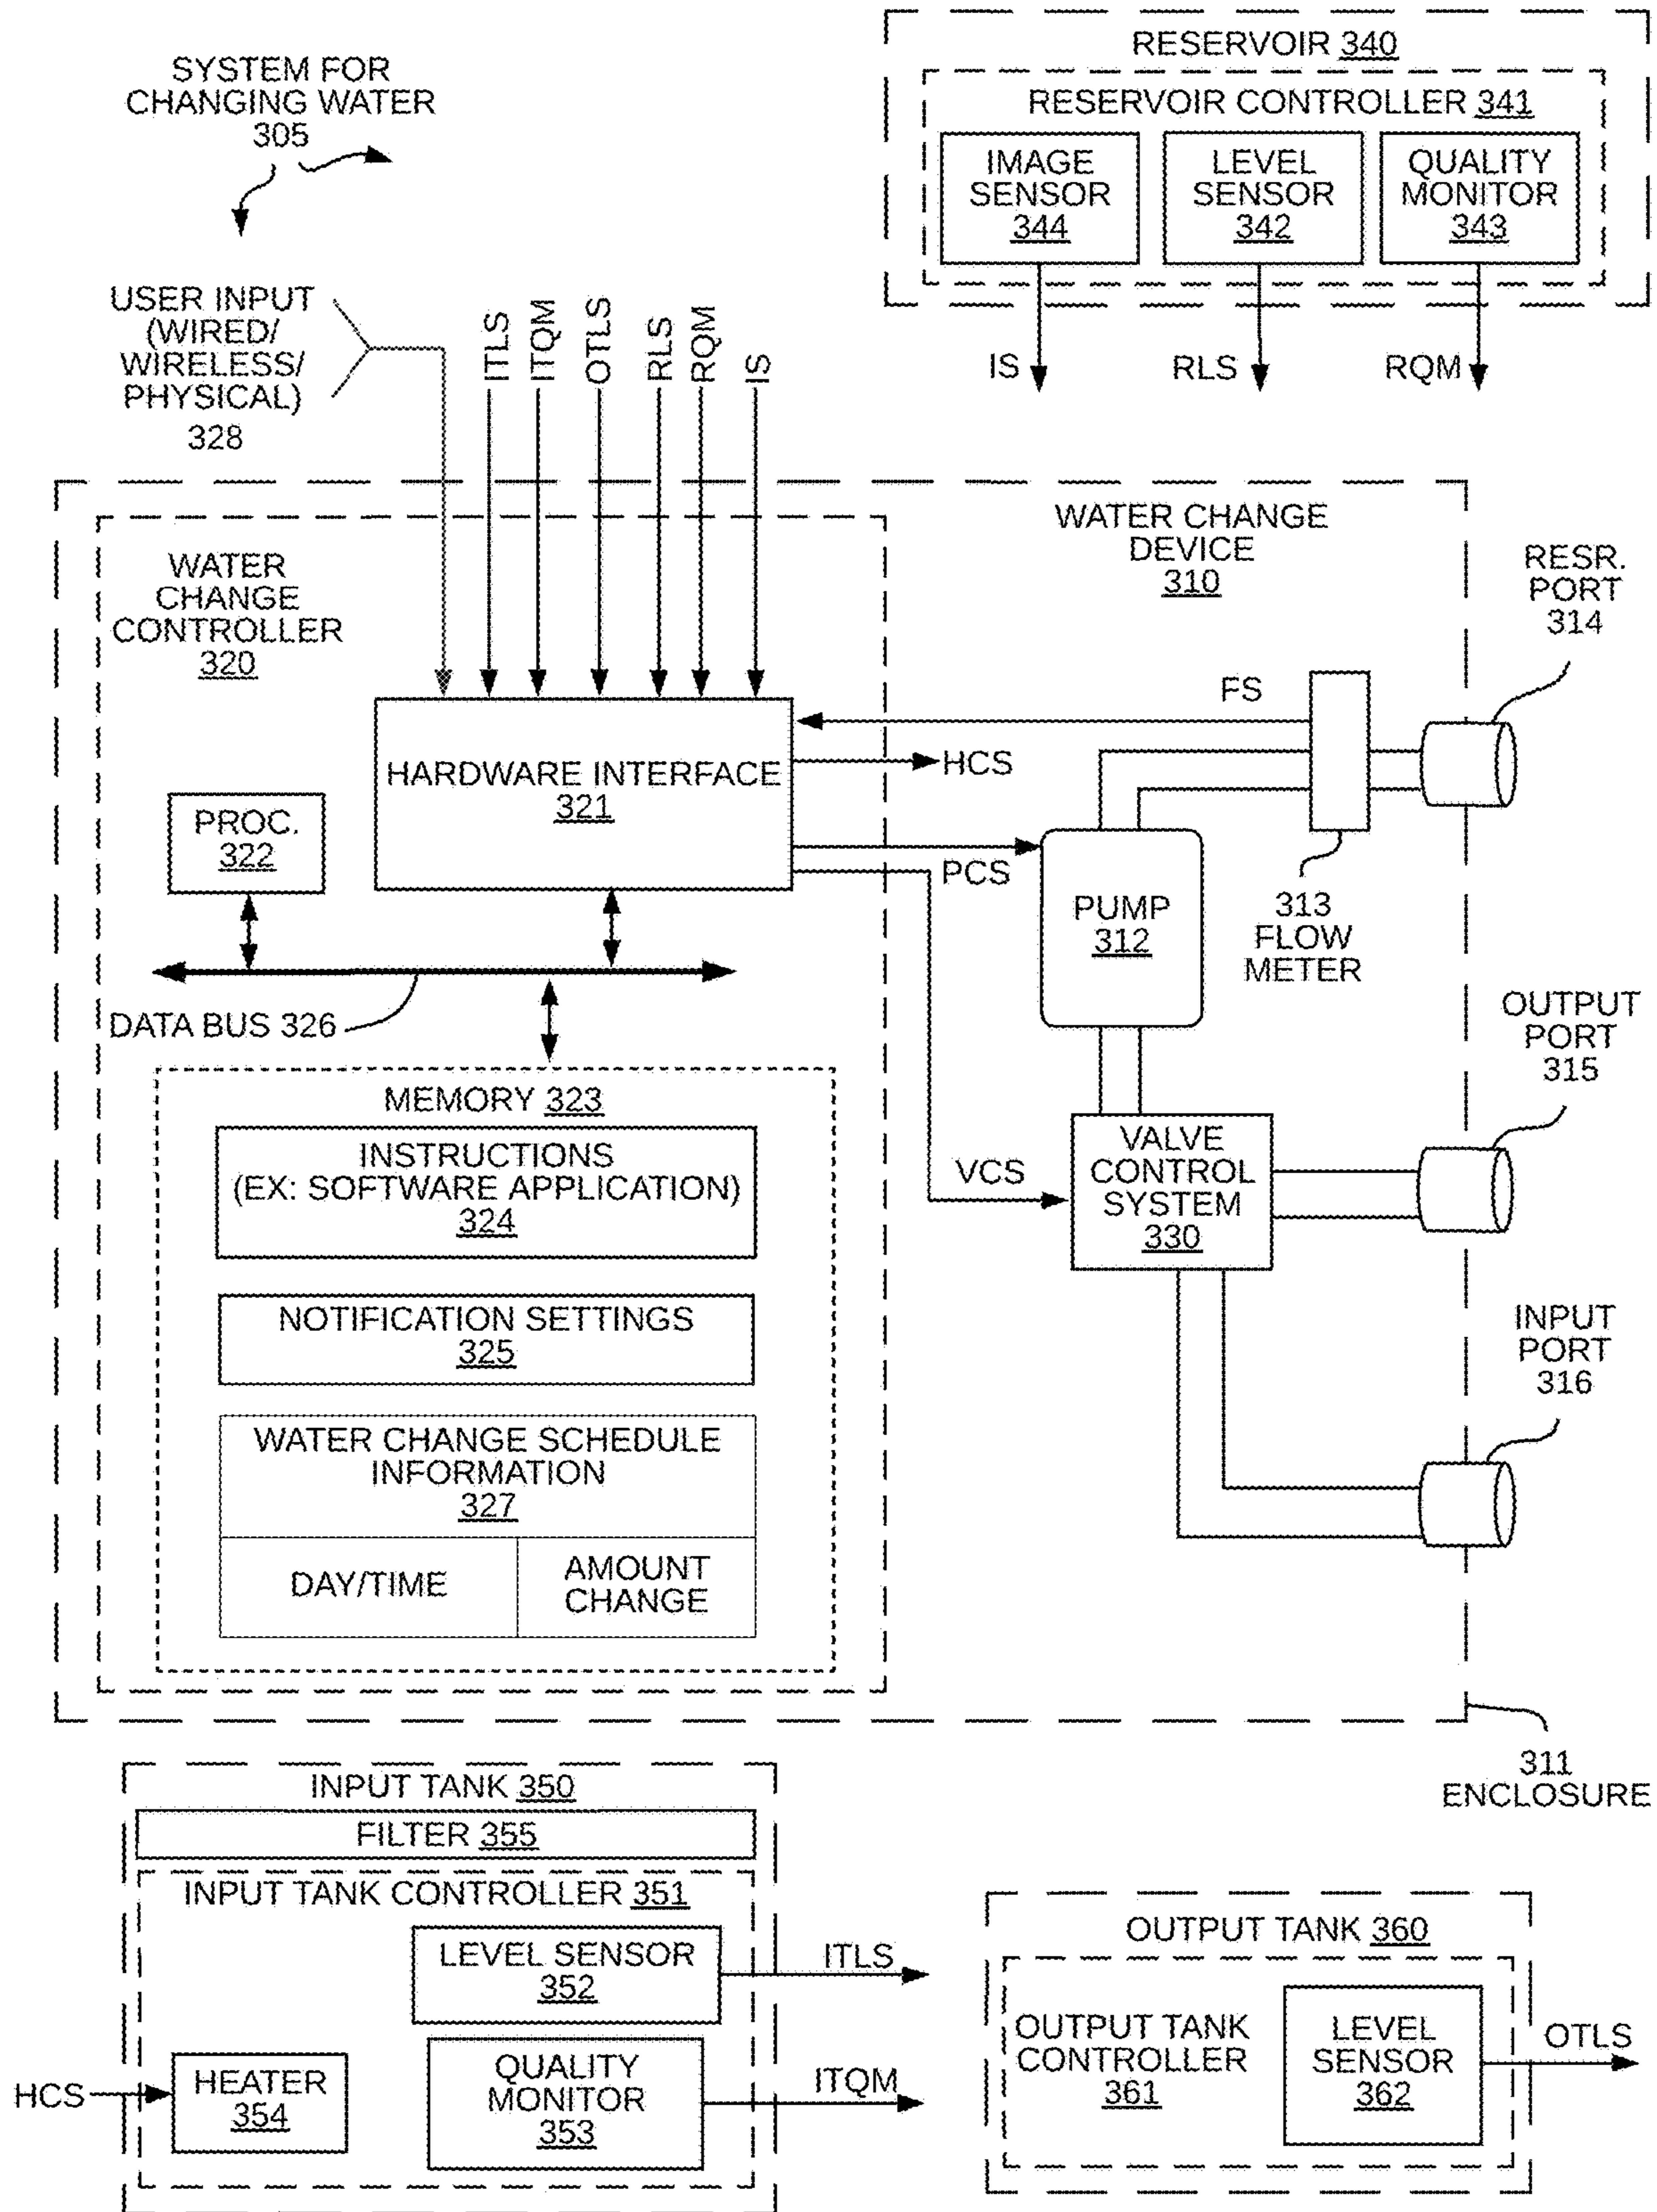 SYSTEM FOR
CHANGING WATER
305
RESERVOIR 340
RESERVOIR CONTROLLER 341
IMAGE
SENSOR
344
LEVEL
SENSOR
342
QUALITY
MONITOR
343
IS
RLS
RQM
USER INPUT
(WIRED/
WIRELESS/
PHYSICAL)
328
ITLS
ITQM
OTLS
RLS
RQM
IS
WATER CHANGE
DEVICE
310
WATER
CHANGE
CONTROLLER
320
RESR.
PORT
314
FS
HARDWARE INTERFACE
321
HCS
PROC.
322
PCS
PUMP
312
313
FLOW
METER
DATA BUS 326
OUTPUT
PORT
315
MEMORY 323
INSTRUCTIONS
(EX: SOFTWARE APPLICATION)
324
VCS
VALVE
CONTROL
SYSTEM
330
NOTIFICATION SETTINGS
325
INPUT
PORT
316
WATER CHANGE SCHEDULE
INFORMATION
327
DAY/TIME
AMOUNT
CHANGE
311
ENCLOSURE
INPUT TANK 350
FILTER 355
INPUT TANK CONTROLLER 351
LEVEL SENSOR
352
ITLS
HCS
HEATER
354
QUALITY
MONITOR
353
ITQM
OUTPUT TANK 360
OUTPUT TANK
CONTROLLER
361
LEVEL
SENSOR
362
OTLS